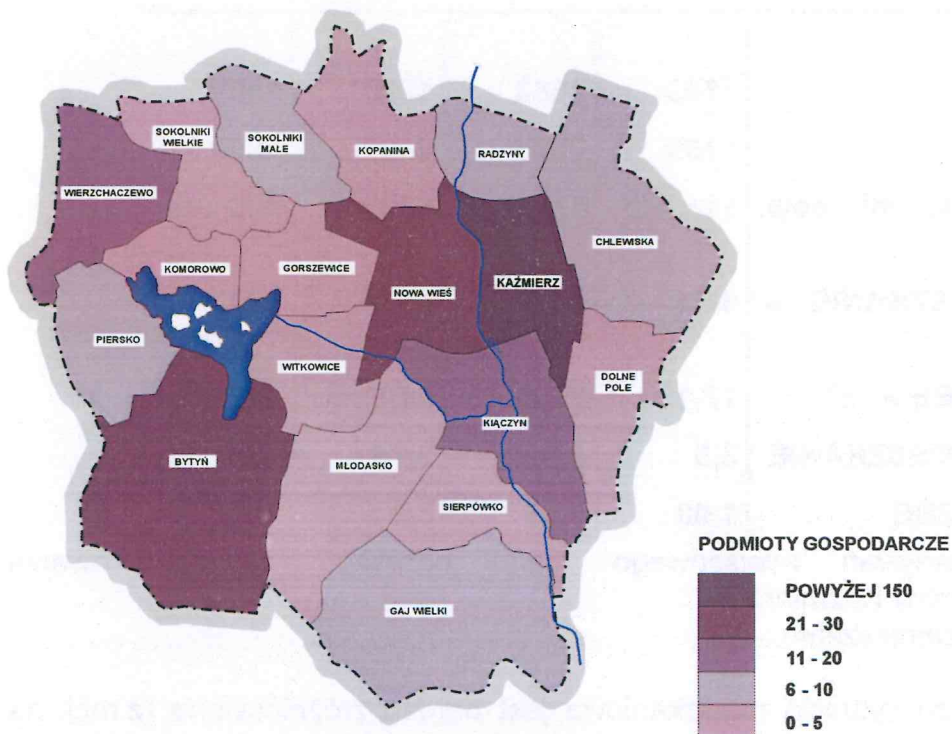 SOKOLNIKI
WIELKIE
SOKOLNIKI
MAŁE
KOPANINA
RADZYNY
WIERZCHACZEWO
CHLEWISKA
KOMOROWO
GORSZEWICE
NOWA WIEŚ
KAŹMIERZ
PIERSKO
WITKOWICE
DOLNE
POLE
KIĄCZYN
BYTYŃ
MŁODASKO
SIERPÓWKO
GAJ WIELKI
PODMIOTY GOSPODARCZE
POWYŻEJ 150
21 - 30
11 - 20
6 - 10
0 - 5